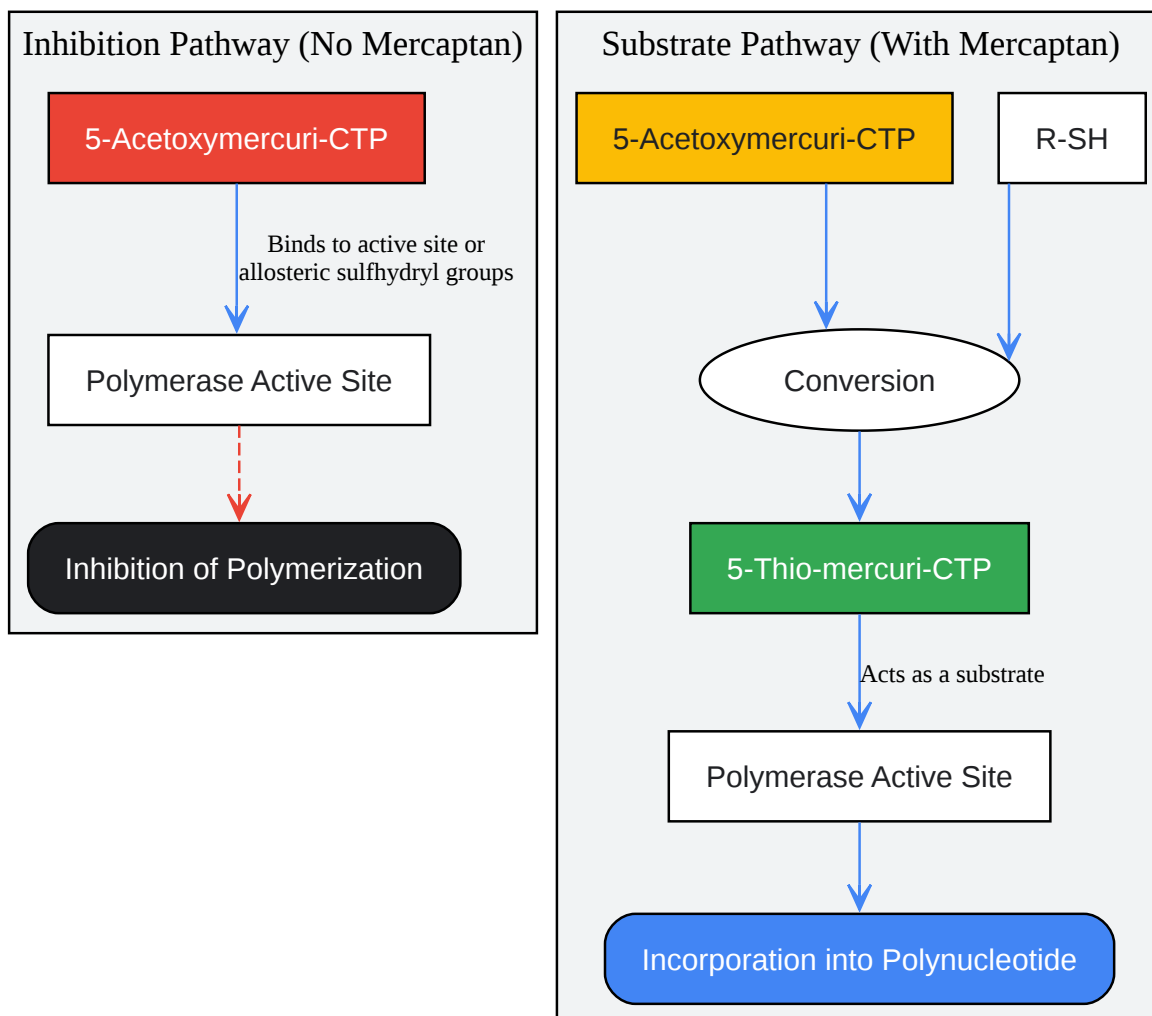 Inhibition Pathway (No Mercaptan)
5-Acetoxymercuri-CTP
Binds to active site or
allosteric sulfhydryl groups
Polymerase Active Site
Inhibition of Polymerization
Substrate Pathway (With Mercaptan)
5-Acetoxymercuri-CTP
R-SH
Conversion
5-Thio-mercuri-CTP
Acts as a substrate
Polymerase Active Site
Incorporation into Polynucleotide